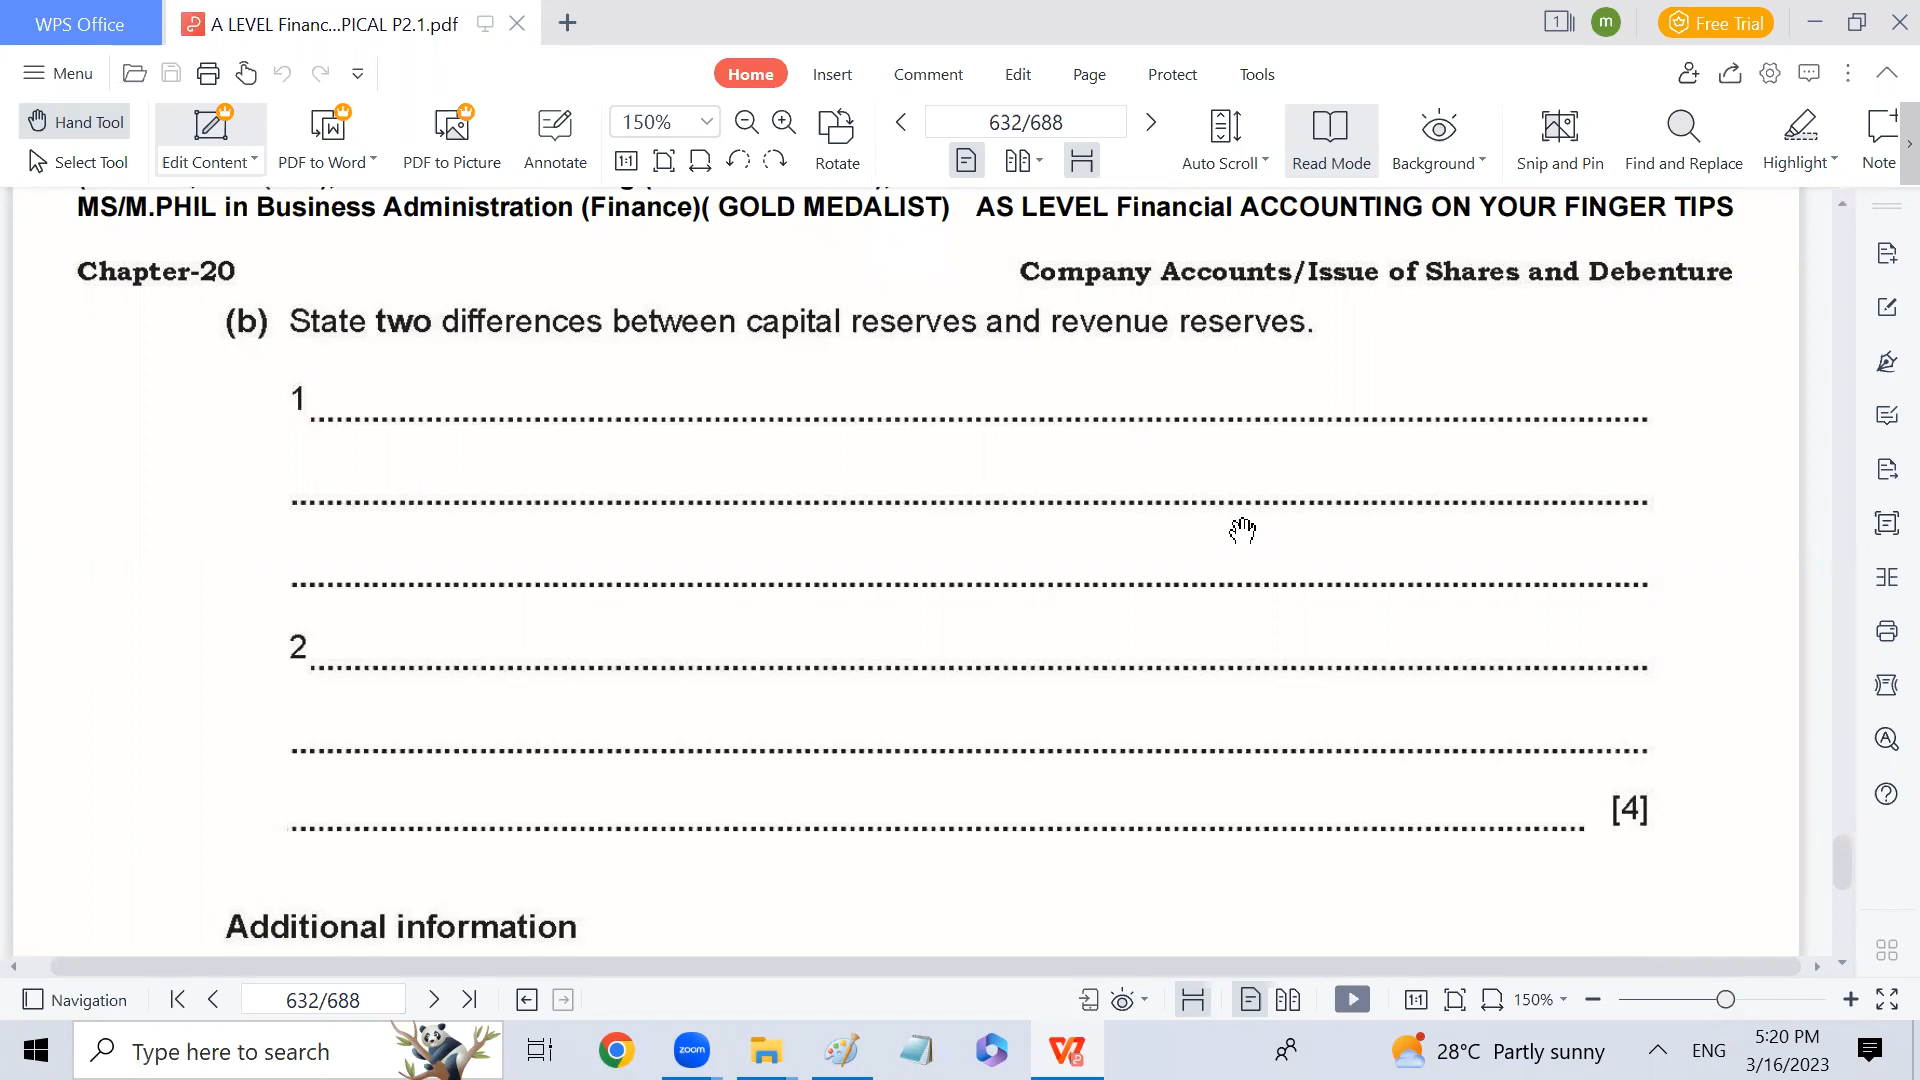 WPS Office
A LEVEL Financ...PICAL P2.1.pdf
1
m
Free Trial
Menu
Home
Insert
Comment
Edit
Page
Protect
Tools
Hand Tool
Select Tool
Edit Content
PDF to Word
PDF to Picture
Annotate
150%
Rotate
632/688
Auto Scroll
Read Mode
Background
Snip and Pin
Find and Replace
Highlight
Note
MS/M.PHIL in Business Administration (Finance)( GOLD MEDALIST) AS LEVEL Financial ACCOUNTING ON YOUR FINGER TIPS
Chapter-20 Company Accounts/Issue of Shares and Debenture
(b) State two differences between capital reserves and revenue reserves.
1
2
[4]
Additional information
Navigation
632/688
150%
Type here to search
zoom
28°C Partly sunny
ENG
5:20 PM
3/16/2023